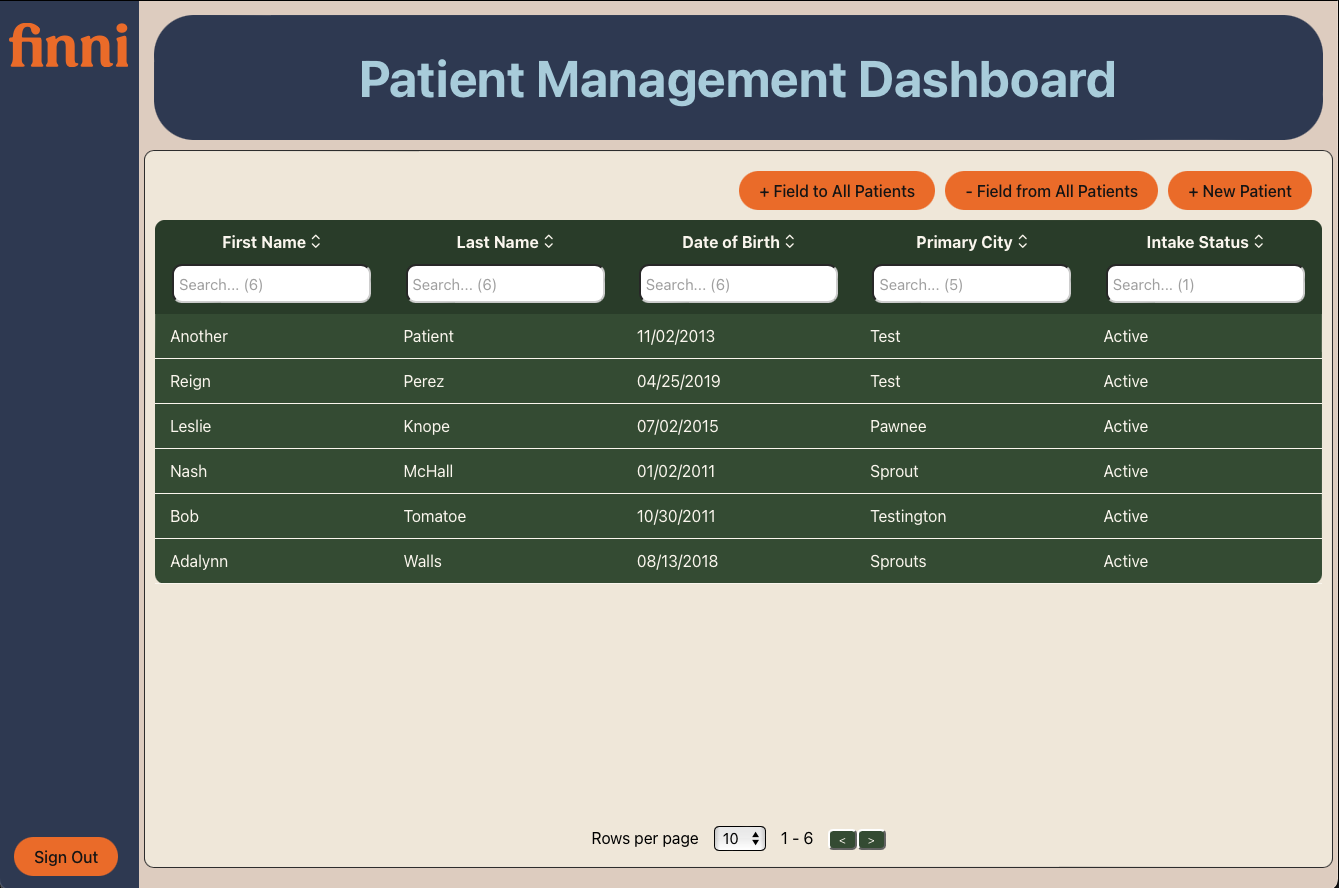 finni
Patient Management Dashboard
+ Field to All Patients - Field from All Patients + New Patient
First Name Last Name Date of Birth Primary City Intake Status
Search... (6) Search... (6) Search... (6) Search... (5) Search... (1)
Another Patient 11/02/2013 Test Active
Reign Perez 04/25/2019 Test Active
Leslie Knope 07/02/2015 Pawnee Active
Nash McHall 01/02/2011 Sprout Active
Bob Tomatoe 10/30/2011 Testington Active
Adalynn Walls 08/13/2018 Sprouts Active
Rows per page 10 1 - 6 < >
Sign Out